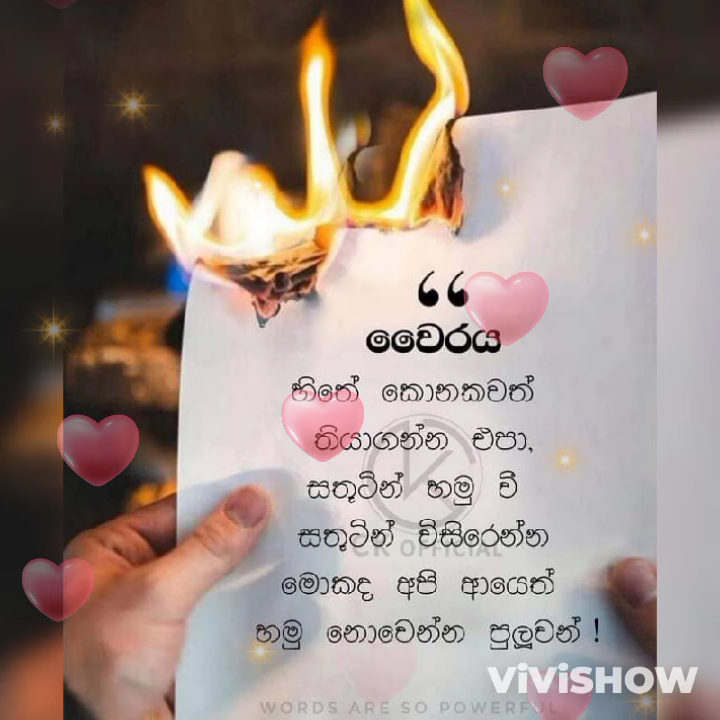 “
වෛරය
හිතේ කොනකවත්
තියාගන්න එපා,
සතුටින් හමු වී
සතුටින් විසිරෙන්න
CK OFFICIAL
මොකද අපි ආයෙත්
හමු නොවෙන්න පුලුවන් !
ViViSHOW
WORDS ARE SO POWERFUL